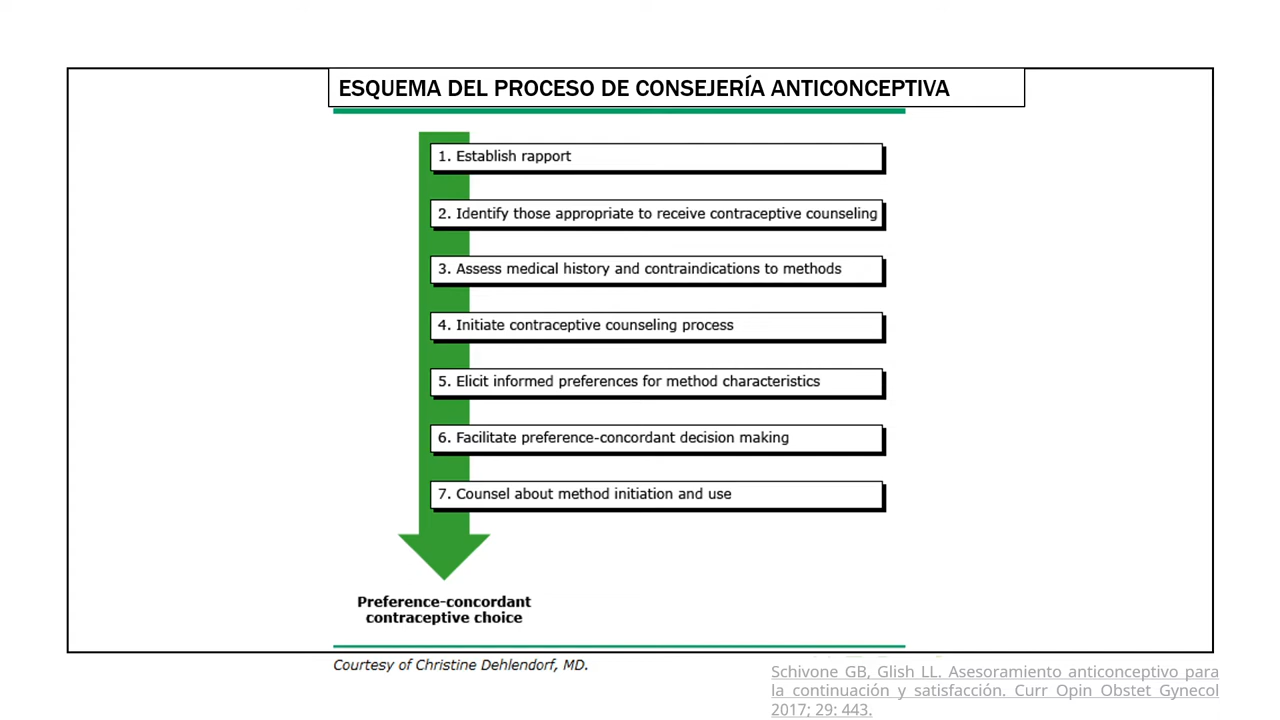 ESQUEMA DEL PROCESO DE CONSEJERÍA ANTICONCEPTIVA
1. Establish rapport
2. Identify those appropriate to receive contraceptive counseling
3. Assess medical history and contraindications to methods
4. Initiate contraceptive counseling process
5. Elicit informed preferences for method characteristics
6. Facilitate preference-concordant decision making
7. Counsel about method initiation and use
Preference-concordant
contraceptive choice
Courtesy of Christine Dehlendorf, MD.
Schivone GB, Glish LL. Asesoramiento anticonceptivo para
la continuación y satisfacción. Curr Opin Obstet Gynecol
2017; 29: 443.